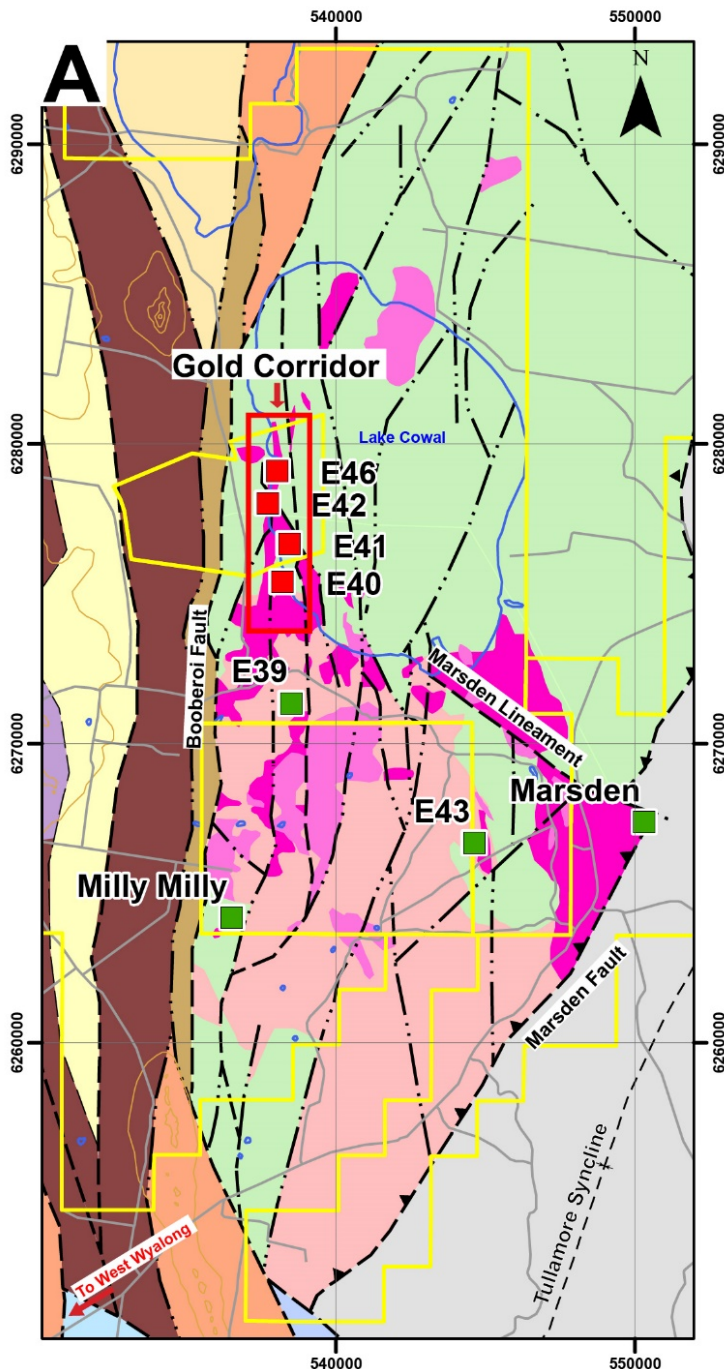 540000
550000
A
N
6290000
6290000
Gold Corridor
Lake Cowal
6280000
6280000
E46
E42
E41
E40
Booberoi Fault
Marsden Lineament
E39
6270000
6270000
Marsden
E43
Milly Milly
Marsden Fault
6260000
6260000
Tullamore Syncline
To West Wyalong
540000
550000